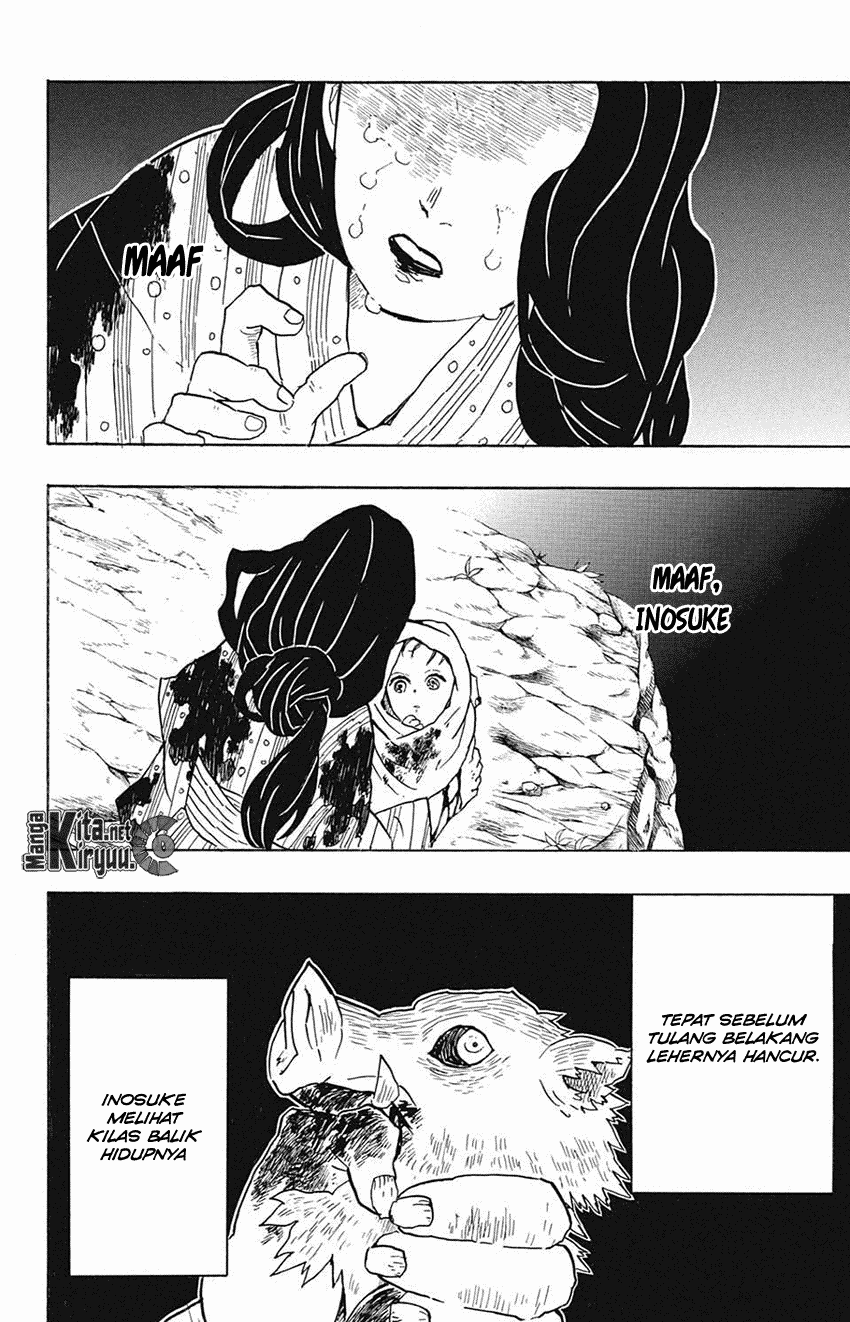 MAAF
MAAF,
INOSUKE
Manga
Kita.net
Kiryuu.
TEPAT SEBELUM
TULANG BELAKANG
LEHERNYA HANCUR.
INOSUKE
MELIHAT
KILAS BALIK
HIDUPNYA